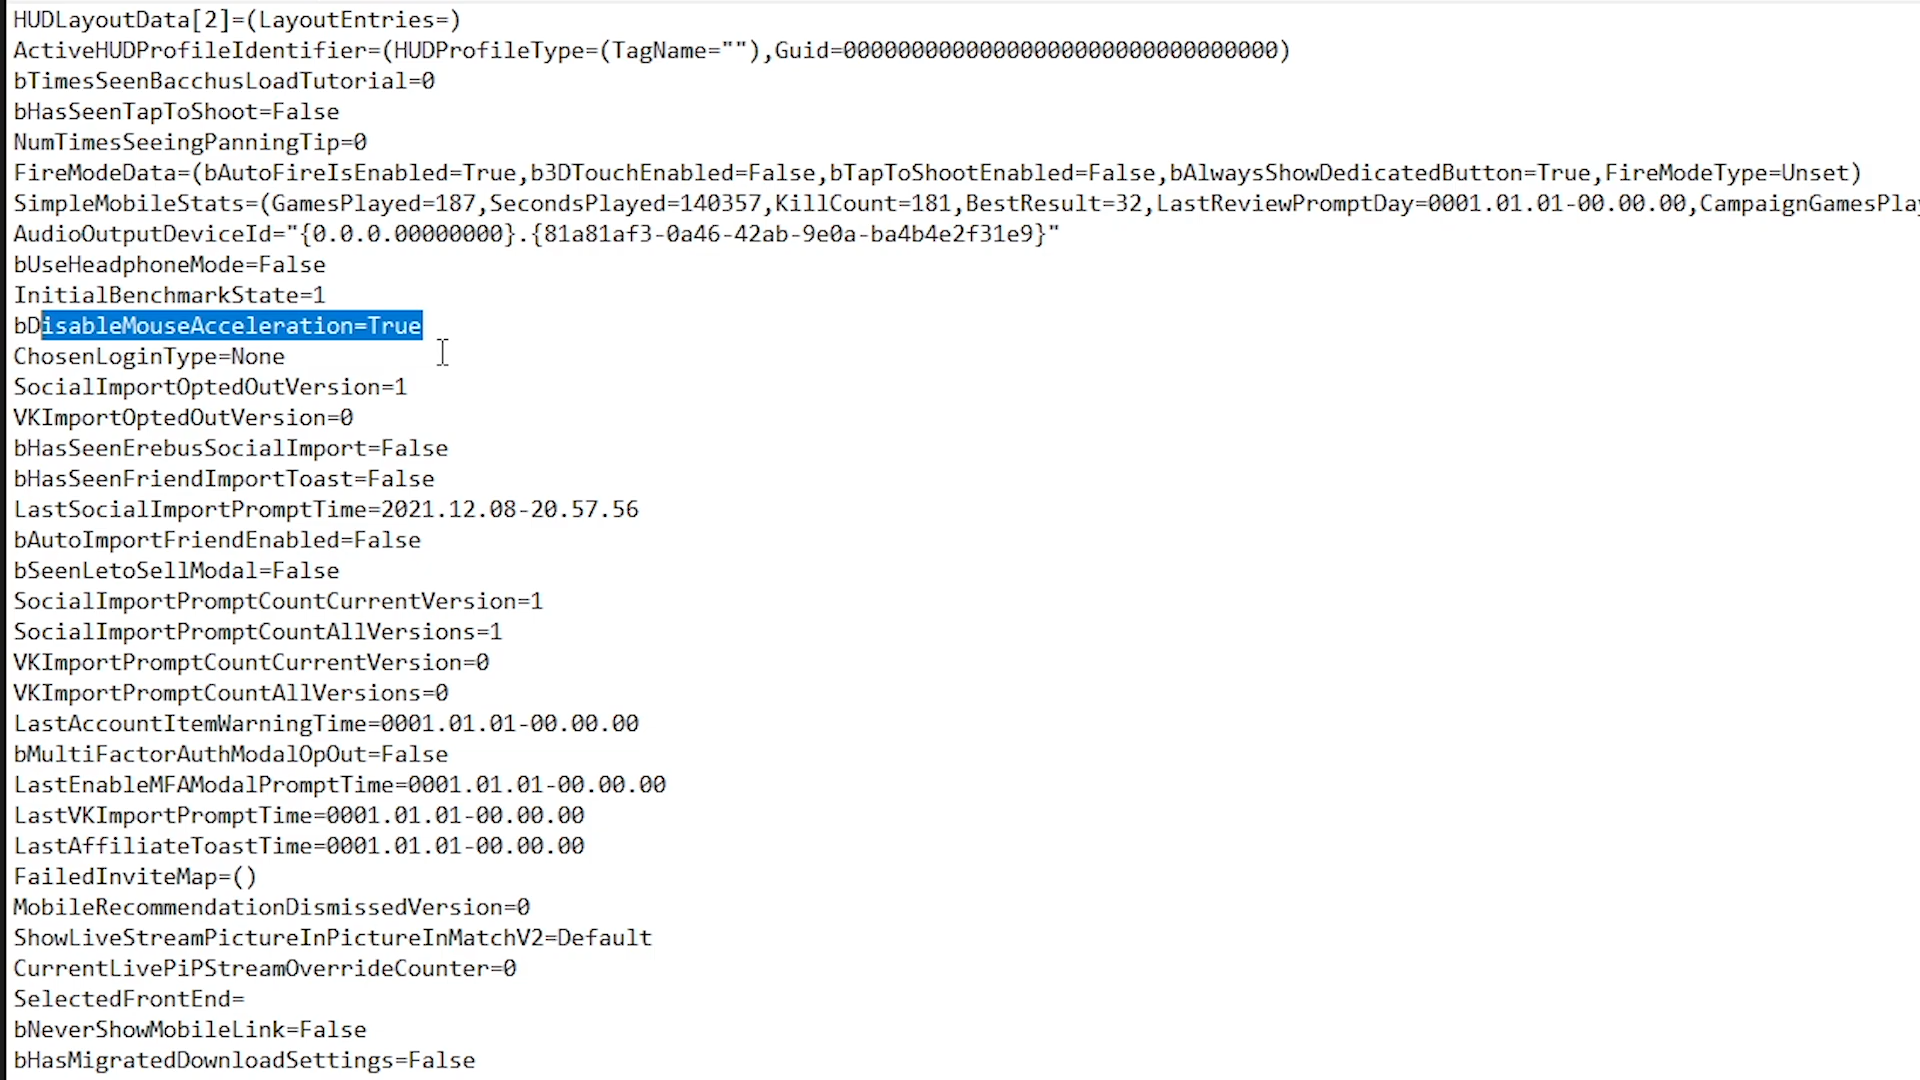 HUDLayoutData[2]=(LayoutEntries=)
ActiveHUDProfileIdentifier=(HUDProfileType=(TagName=""),Guid=00000000000000000000000000000000)
bTimesSeenBacchusLoadTutorial=0
bHasSeenTapToShoot=False
NumTimesSeeingPanningTip=0
FireModeData=(bAutoFireIsEnabled=True,b3DTouchEnabled=False,bTapToShootEnabled=False,bAlwaysShowDedicatedButton=True,FireModeType=Unset)
SimpleMobileStats=(GamesPlayed=187,SecondsPlayed=140357,KillCount=181,BestResult=32,LastReviewPromptDay=0001.01.01-00.00.00,CampaignGamesPlay
AudioOutputDeviceId="{0.0.0.00000000}.{81a81af3-0a46-42ab-9e0a-ba4b4e2f31e9}"
bUseHeadphoneMode=False
InitialBenchmarkState=1
bDisableMouseAcceleration=True
ChosenLoginType=None
SocialImportOptedOutVersion=1
VKImportOptedOutVersion=0
bHasSeenErebusSocialImport=False
bHasSeenFriendImportToast=False
LastSocialImportPromptTime=2021.12.08-20.57.56
bAutoImportFriendEnabled=False
bSeenLetoSellModal=False
SocialImportPromptCountCurrentVersion=1
SocialImportPromptCountAllVersions=1
VKImportPromptCountCurrentVersion=0
VKImportPromptCountAllVersions=0
LastAccountItemWarningTime=0001.01.01-00.00.00
bMultiFactorAuthModalOpOut=False
LastEnableMFAModalPromptTime=0001.01.01-00.00.00
LastVKImportPromptTime=0001.01.01-00.00.00
LastAffiliateToastTime=0001.01.01-00.00.00
FailedInviteMap=()
MobileRecommendationDismissedVersion=0
ShowLiveStreamPictureInPictureInMatchV2=Default
CurrentLivePiPStreamOverrideCounter=0
SelectedFrontEnd=
bNeverShowMobileLink=False
bHasMigratedDownloadSettings=False